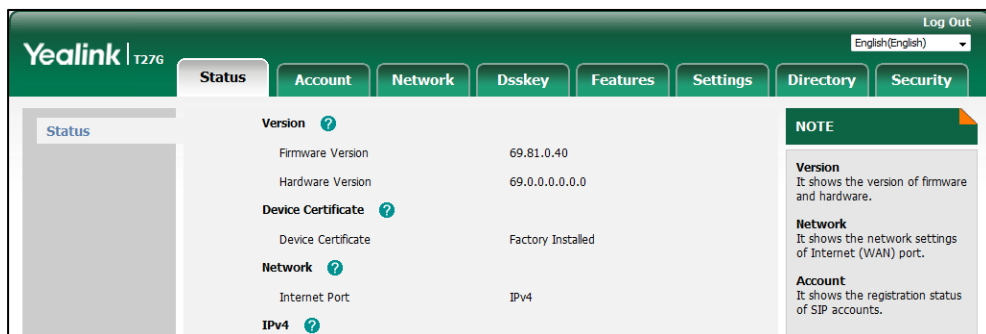 Log Out
English(English)
Yealink T27G
Status Account Network Dsskey Features Settings Directory Security
Status
Version ?
Firmware Version 69.81.0.40
Hardware Version 69.0.0.0.0.0.0
Device Certificate ?
Device Certificate Factory Installed
Network ?
Internet Port IPv4
IPv4 ?
NOTE
Version
It shows the version of firmware
and hardware.
Network
It shows the network settings
of Internet (WAN) port.
Account
It shows the registration status
of SIP accounts.